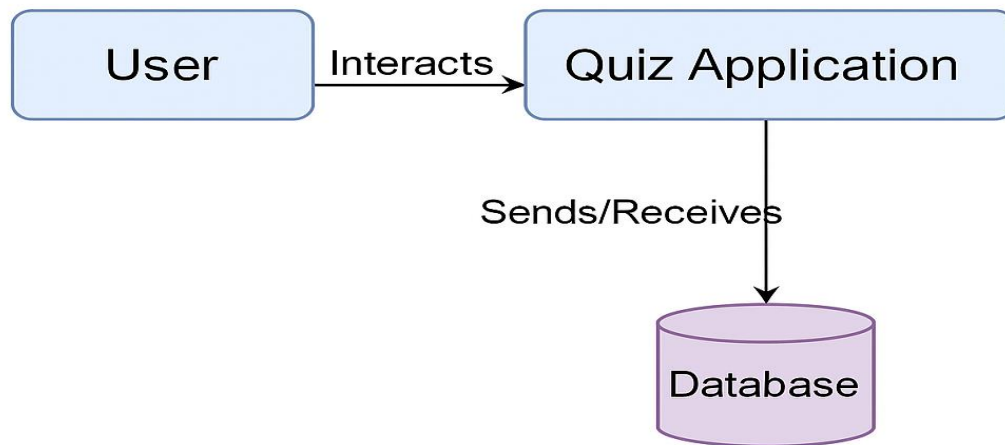 User
Interacts
Quiz Application
Sends/Receives
Database